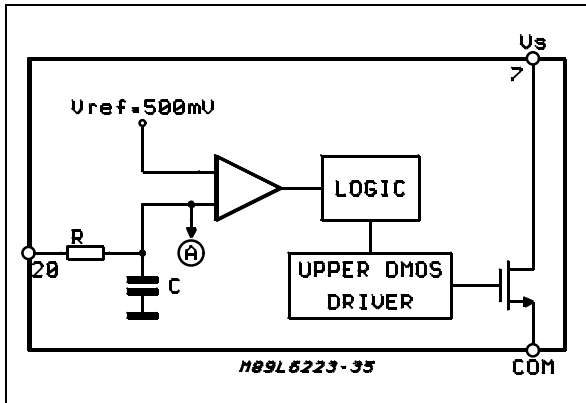 Vs
7
Vref=500mV
LOGIC
R
A
20
C
UPPER DMOS
DRIVER
M89L6223-35
COM